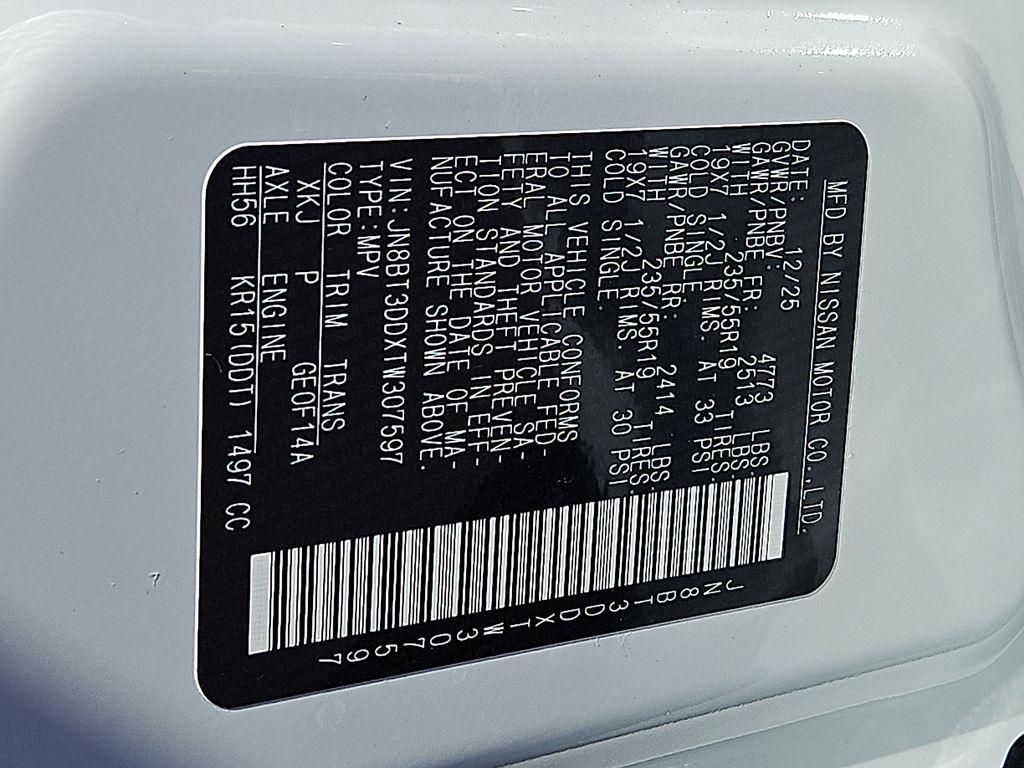 MFD BY NISSAN MOTOR CO.,LTD.
DATE: 12/25
GVWR/PNBV: 4773 LBS.
GAWR/PNBE FR: 2513 LBS.
WITH 235/55R19 TIRES.
19X7 1/2J RIMS. AT 33 PSI
COLD SINGLE
GAWR/PNBE RR: 2414 LBS.
WITH 235/55R19 TIRES.
19X7 1/2J RIMS. AT 30 PSI
COLD SINGLE.
THIS VEHICLE CONFORMS
TO ALL APPLICABLE FED-
ERAL MOTOR VEHICLE SA-
FETY AND THEFT PREVEN-
TION STANDARDS IN EFF-
ECT ON THE DATE OF MA-
NUFACTURE SHOWN ABOVE.
VIN:JN8BT3DDXTW307597
TYPE:MPV
COLOR TRIM TRANS
XKJ P GE0F14A
AXLE ENGINE
HH56 KR15(DDT) 1497 CC
JN8BT3DDXTW307597